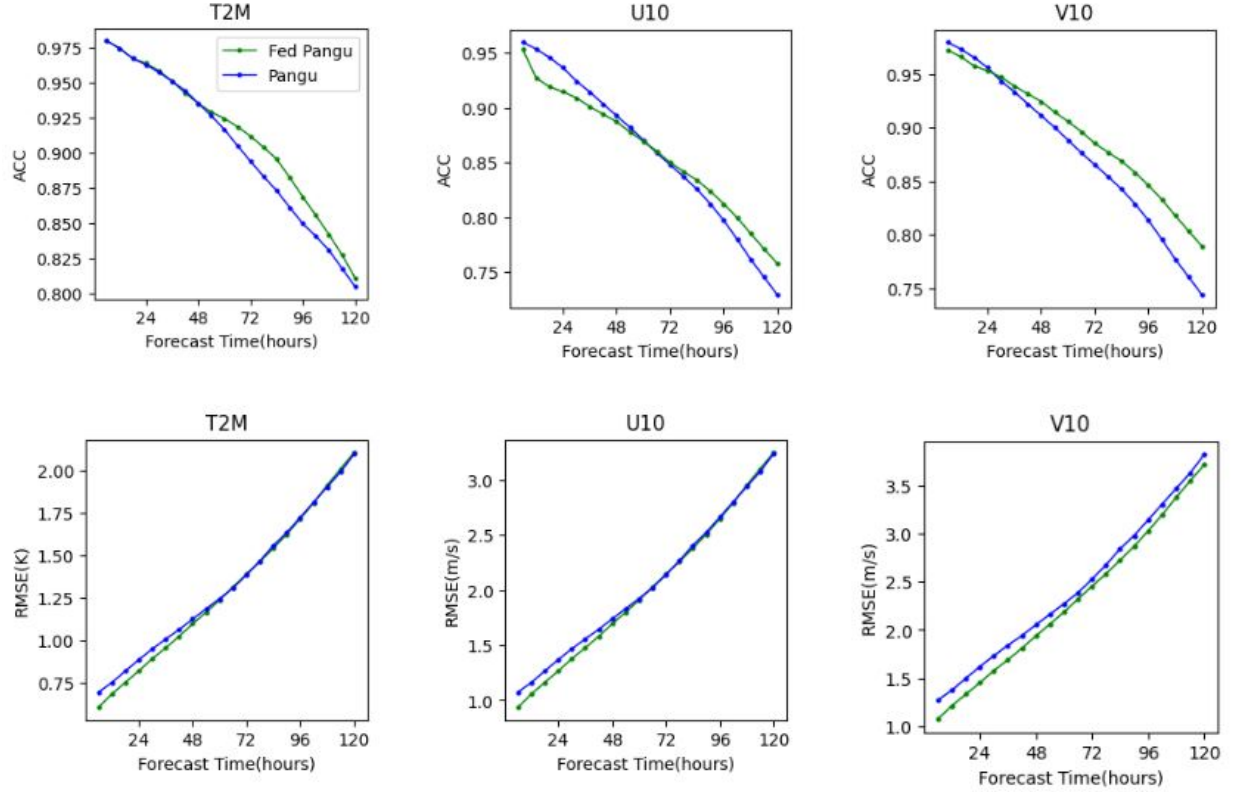 T2M
U10
V10
Fed Pangu
Pangu
ACC
0.975
0.950
0.925
0.900
0.875
0.850
0.825
0.800
24 48 72 96 120
Forecast Time(hours)
ACC
0.95
0.90
0.85
0.80
0.75
24 48 72 96 120
Forecast Time(hours)
ACC
0.95
0.90
0.85
0.80
0.75
24 48 72 96 120
Forecast Time(hours)
T2M
U10
V10
RMSE(K)
2.00
1.75
1.50
1.25
1.00
0.75
24 48 72 96 120
Forecast Time(hours)
RMSE(m/s)
3.0
2.5
2.0
1.5
1.0
24 48 72 96 120
Forecast Time(hours)
RMSE(m/s)
3.5
3.0
2.5
2.0
1.5
1.0
24 48 72 96 120
Forecast Time(hours)